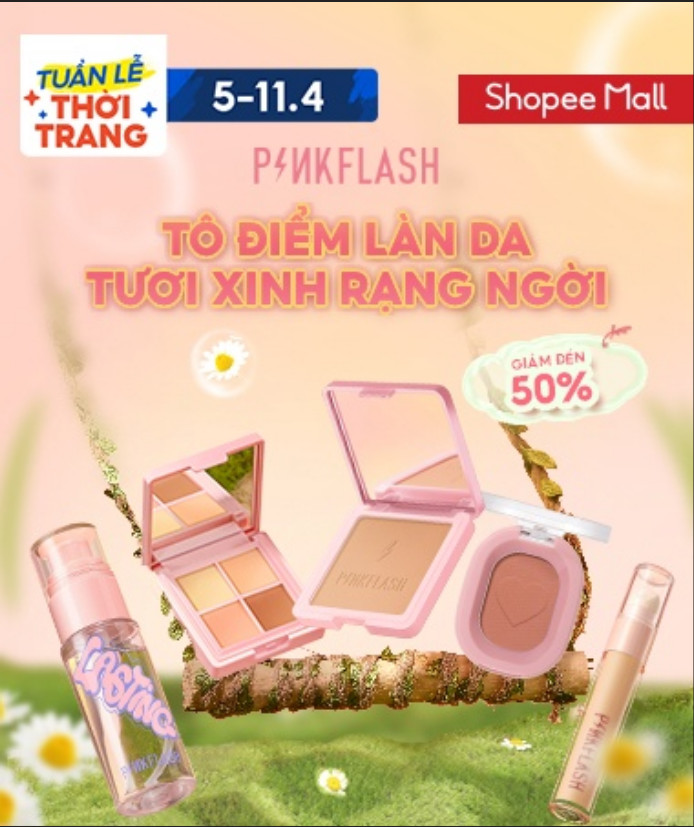 TUẦN LỄ
THỜI
TRANG
5-11.4
Shopee Mall
PINKFLASH
TÔ ĐIỂM LÀN DA
TƯƠI XINH RẠNG NGỜI
GIẢM ĐẾN
50%
PINKFLASH
LASTING
PINKFLASH
PINKFLASH